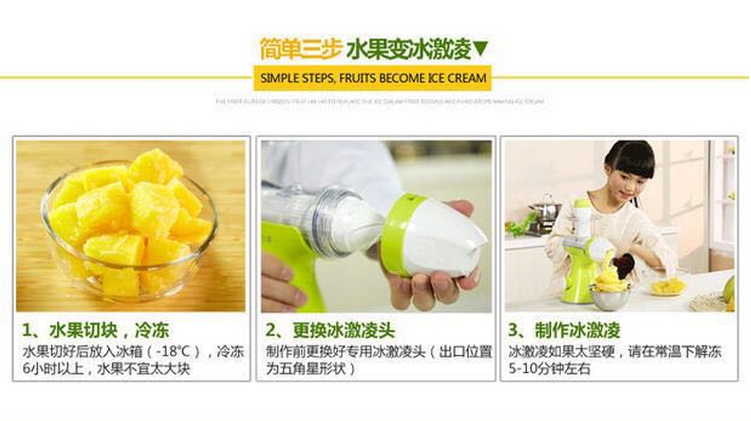 简单三步 水果变冰激凌▼
SIMPLE STEPS, FRUITS BECOME ICE CREAM
1、水果切块，冷冻
水果切好后放入冰箱（-18℃），冷冻
6小时以上，水果不宜太大块
2、更换冰激凌头
制作前更换好专用冰激凌头（出口位置
为五角星形状）
3、制作冰激凌
冰激凌如果太坚硬，请在常温下解冻
5-10分钟左右